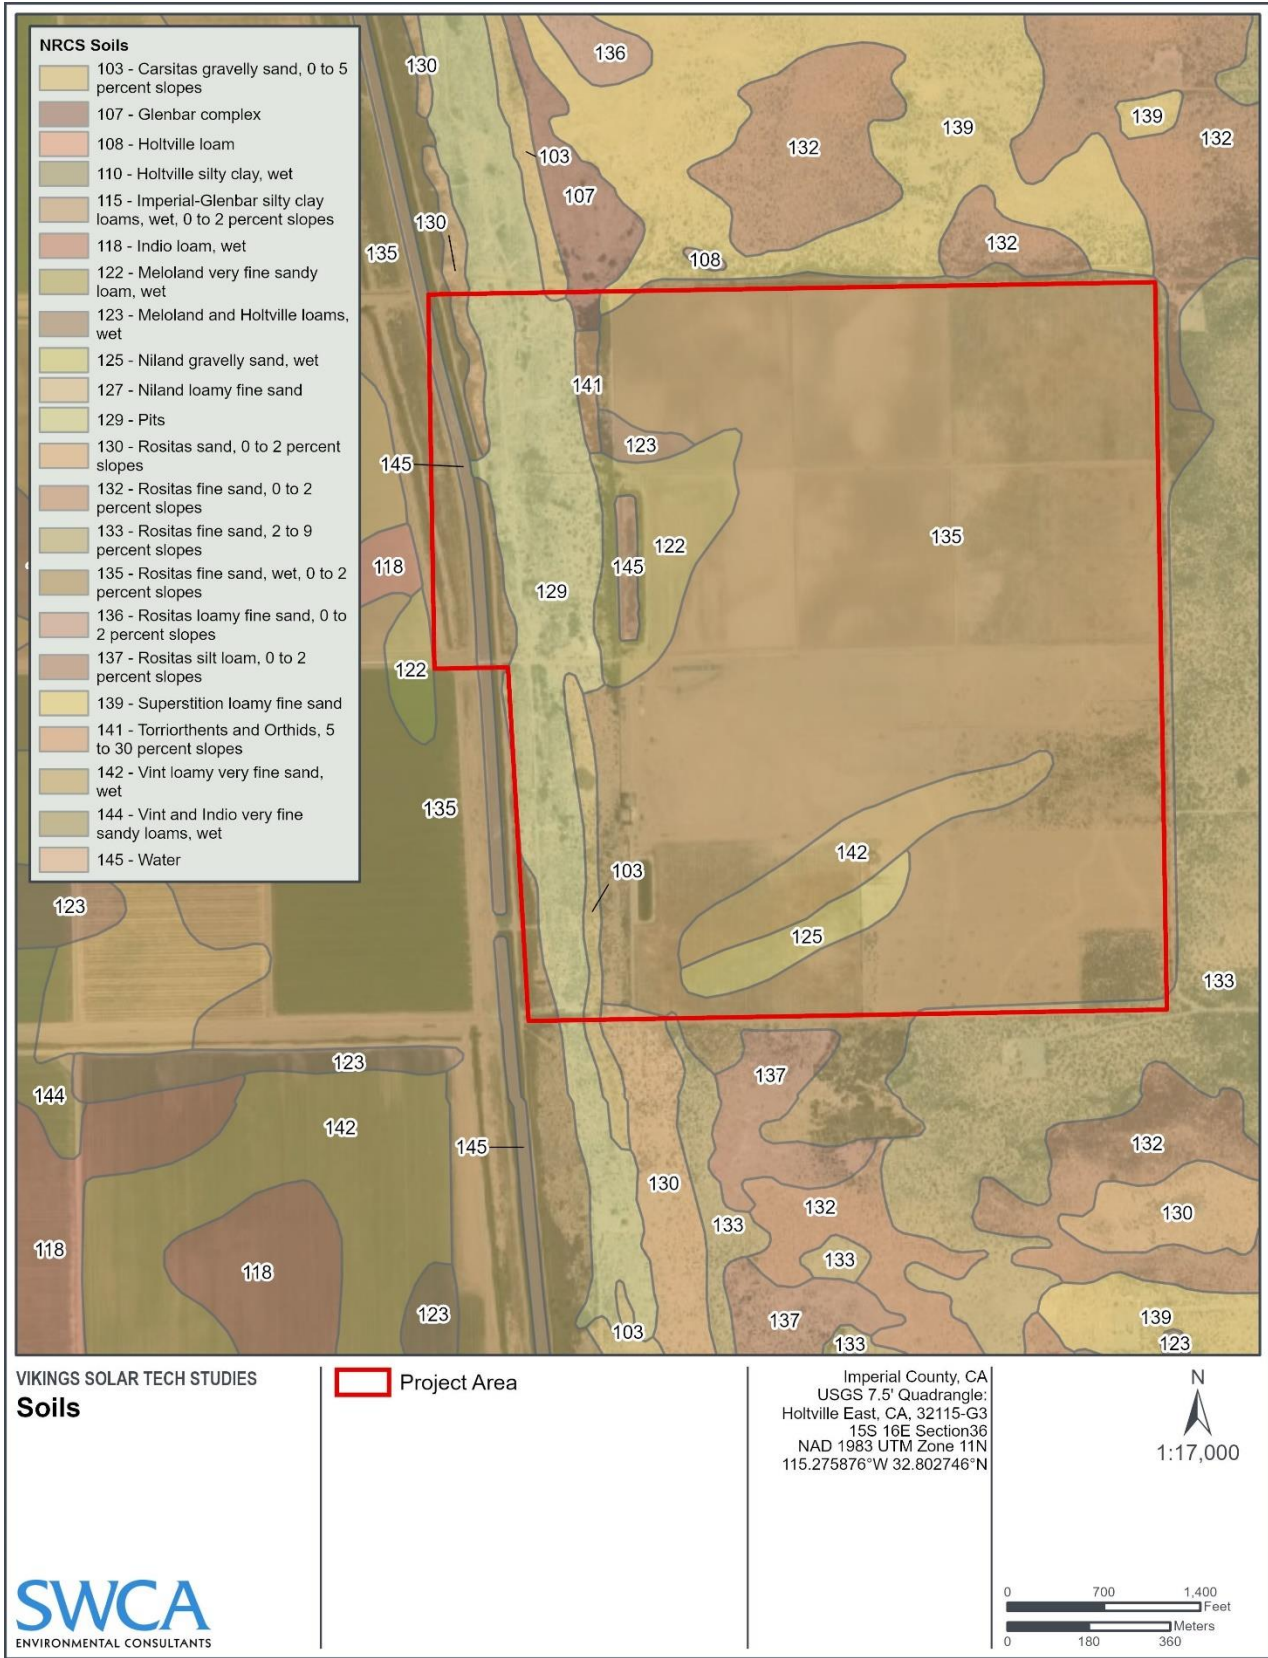 NRCS Soils
103 - Carsitas gravelly sand, 0 to 5
percent slopes
107 - Glenbar complex
108 - Holtville loam
110 - Holtville silty clay, wet
115 - Imperial-Glenbar silty clay
loams, wet, 0 to 2 percent slopes
118 - Indio loam, wet
122 - Meloland very fine sandy
loam, wet
123 - Meloland and Holtville loams,
wet
125 - Niland gravelly sand, wet
127 - Niland loamy fine sand
129 - Pits
130 - Rositas sand, 0 to 2 percent
slopes
132 - Rositas fine sand, 0 to 2
percent slopes
133 - Rositas fine sand, 2 to 9
percent slopes
135 - Rositas fine sand, wet, 0 to 2
percent slopes
136 - Rositas loamy fine sand, 0 to
2 percent slopes
137 - Rositas silt loam, 0 to 2
percent slopes
139 - Superstition loamy fine sand
141 - Torriorthents and Orthids, 5
to 30 percent slopes
142 - Vint loamy very fine sand,
wet
144 - Vint and Indio very fine
sandy loams, wet
145 - Water
136
130
139
139
132
132
103
107
130
132
135
108
141
123
145
135
122
145
118
129
122
135
142
103
123
125
133
123
137
144
142
145
132
130
132
130
133
118
133
118
139
123
137
103
133
123
VIKINGS SOLAR TECH STUDIES
Soils
SWCA
ENVIRONMENTAL CONSULTANTS
Project Area
Imperial County, CA
USGS 7.5' Quadrangle:
Holtville East, CA, 32115-G3
15S 16E Section36
NAD 1983 UTM Zone 11N
115.275876°W 32.802746°N
N
1:17,000
0 700 1,400
Feet
Meters
0 180 360